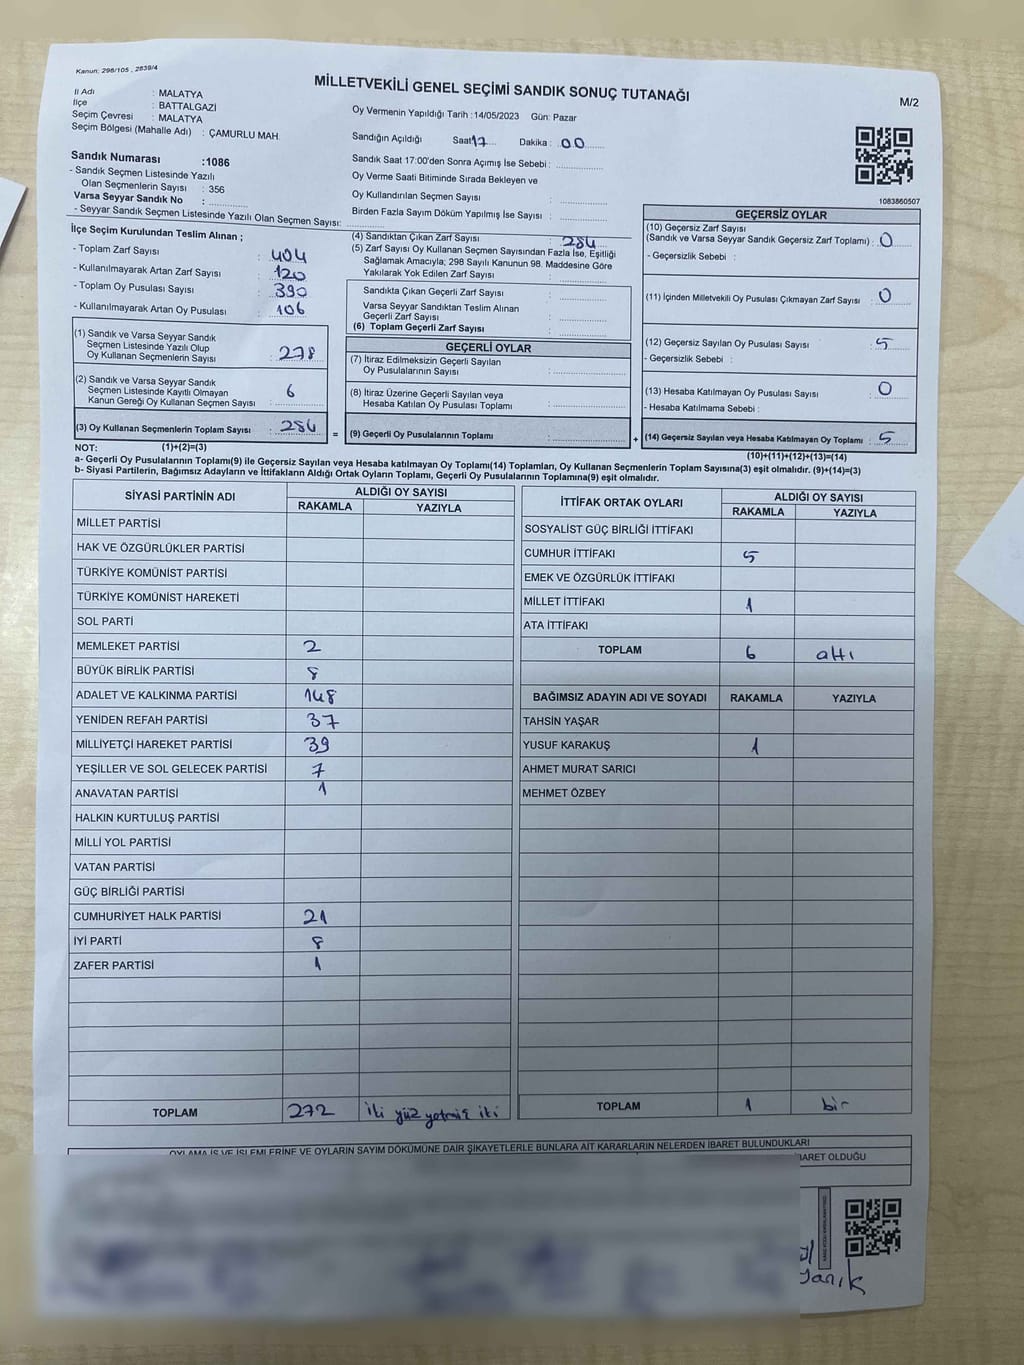 Kanun: 298/105 , 2839/4
MİLLETVEKİLİ GENEL SEÇİMİ SANDIK SONUÇ TUTANAĞI
M/2
İl Adı : MALATYA
İlçe : BATTALGAZİ
Seçim Çevresi : MALATYA
Seçim Bölgesi (Mahalle Adı) : ÇAMURLU MAH.
Oy Vermenin Yapıldığı Tarih : 14/05/2023 Gün: Pazar
Sandığın Açıldığı Saat 17 Dakika : 00
Sandık Saat 17:00'den Sonra Açımış İse Sebebi :
Oy Verme Saati Bitiminde Sırada Bekleyen ve
Oy Kullandırılan Seçmen Sayısı :
Birden Fazla Sayım Döküm Yapılmış İse Sayısı :
1083860507
Sandık Numarası :1086
- Sandık Seçmen Listesinde Yazılı
Olan Seçmenlerin Sayısı : 356
Varsa Seyyar Sandık No :
- Seyyar Sandık Seçmen Listesinde Yazılı Olan Seçmen Sayısı:
İlçe Seçim Kurulundan Teslim Alınan ;
- Toplam Zarf Sayısı : 404
- Kullanılmayarak Artan Zarf Sayısı : 120
- Toplam Oy Pusulası Sayısı : 390
- Kullanılmayarak Artan Oy Pusulası : 106
(1) Sandık ve Varsa Seyyar Sandık
Seçmen Listesinde Yazılı Olup
Oy Kullanan Seçmenlerin Sayısı : 278
(2) Sandık ve Varsa Seyyar Sandık
Seçmen Listesinde Kayıtlı Olmayan
Kanun Gereği Oy Kullanan Seçmen Sayısı : 6
(3) Oy Kullanan Seçmenlerin Toplam Sayısı : 284
(4) Sandıktan Çıkan Zarf Sayısı : 284
(5) Zarf Sayısı Oy Kullanan Seçmen Sayısından Fazla İse, Eşitliği
Sağlamak Amacıyla; 298 Sayılı Kanunun 98. Maddesine Göre
Yakılarak Yok Edilen Zarf Sayısı :
Sandıkta Çıkan Geçerli Zarf Sayısı :
Varsa Seyyar Sandıktan Teslim Alınan
Geçerli Zarf Sayısı :
(6) Toplam Geçerli Zarf Sayısı :
GEÇERLİ OYLAR
(7) İtiraz Edilmeksizin Geçerli Sayılan
Oy Pusulalarının Sayısı :
(8) İtiraz Üzerine Geçerli Sayılan veya
Hesaba Katılan Oy Pusulası Toplamı :
= (9) Geçerli Oy Pusulalarının Toplamı : +
GEÇERSİZ OYLAR
(10) Geçersiz Zarf Sayısı
(Sandık ve Varsa Seyyar Sandık Geçersiz Zarf Toplamı) : 0
- Geçersizlik Sebebi :
(11) İçinden Milletvekili Oy Pusulası Çıkmayan Zarf Sayısı : 0
(12) Geçersiz Sayılan Oy Pusulası Sayısı : 5
- Geçersizlik Sebebi :
(13) Hesaba Katılmayan Oy Pusulası Sayısı : 0
- Hesaba Katılmama Sebebi :
(14) Geçersiz Sayılan veya Hesaba Katılmayan Oy Toplamı : 5
NOT: (1)+(2)=(3)
(10)+(11)+(12)+(13)=(14)
a- Geçerli Oy Pusulalarının Toplamı(9) ile Geçersiz Sayılan veya Hesaba katılmayan Oy Toplamı(14) Toplamları, Oy Kullanan Seçmenlerin Toplam Sayısına(3) eşit olmalıdır. (9)+(14)=(3)
b- Siyasi Partilerin, Bağımsız Adayların ve İttifakların Aldığı Ortak Oyların Toplamı, Geçerli Oy Pusulalarının Toplamına(9) eşit olmalıdır.
SİYASİ PARTİNİN ADI ALDIĞI OY SAYISI
RAKAMLA YAZIYLA
MİLLET PARTİSİ
HAK VE ÖZGÜRLÜKLER PARTİSİ
TÜRKİYE KOMÜNİST PARTİSİ
TÜRKİYE KOMÜNİST HAREKETİ
SOL PARTİ
MEMLEKET PARTİSİ 2
BÜYÜK BİRLİK PARTİSİ 8
ADALET VE KALKINMA PARTİSİ 148
YENİDEN REFAH PARTİSİ 37
MİLLİYETÇİ HAREKET PARTİSİ 39
YEŞİLLER VE SOL GELECEK PARTİSİ 7
ANAVATAN PARTİSİ 1
HALKIN KURTULUŞ PARTİSİ
MİLLİ YOL PARTİSİ
VATAN PARTİSİ
GÜÇ BİRLİĞİ PARTİSİ
CUMHURİYET HALK PARTİSİ 21
İYİ PARTİ 8
ZAFER PARTİSİ 1
TOPLAM 272 iki yüz yetmiş iki
İTTİFAK ORTAK OYLARI ALDIĞI OY SAYISI
RAKAMLA YAZIYLA
SOSYALİST GÜÇ BİRLİĞİ İTTİFAKI
CUMHUR İTTİFAKI 5
EMEK VE ÖZGÜRLÜK İTTİFAKI
MİLLET İTTİFAKI 1
ATA İTTİFAKI
TOPLAM 6 altı
BAĞIMSIZ ADAYIN ADI VE SOYADI RAKAMLA YAZIYLA
TAHSİN YAŞAR
YUSUF KARAKUŞ 1
AHMET MURAT SARICI
MEHMET ÖZBEY
TOPLAM 1 bir
OYLAMA İŞ VE İŞLEMLERİNE VE OYLARIN SAYIM DÖKÜMÜNE DAİR ŞİKAYETLERLE BUNLARA AİT KARARLARIN NELERDEN İBARET BULUNDUKLARI
BARET OLDUĞU